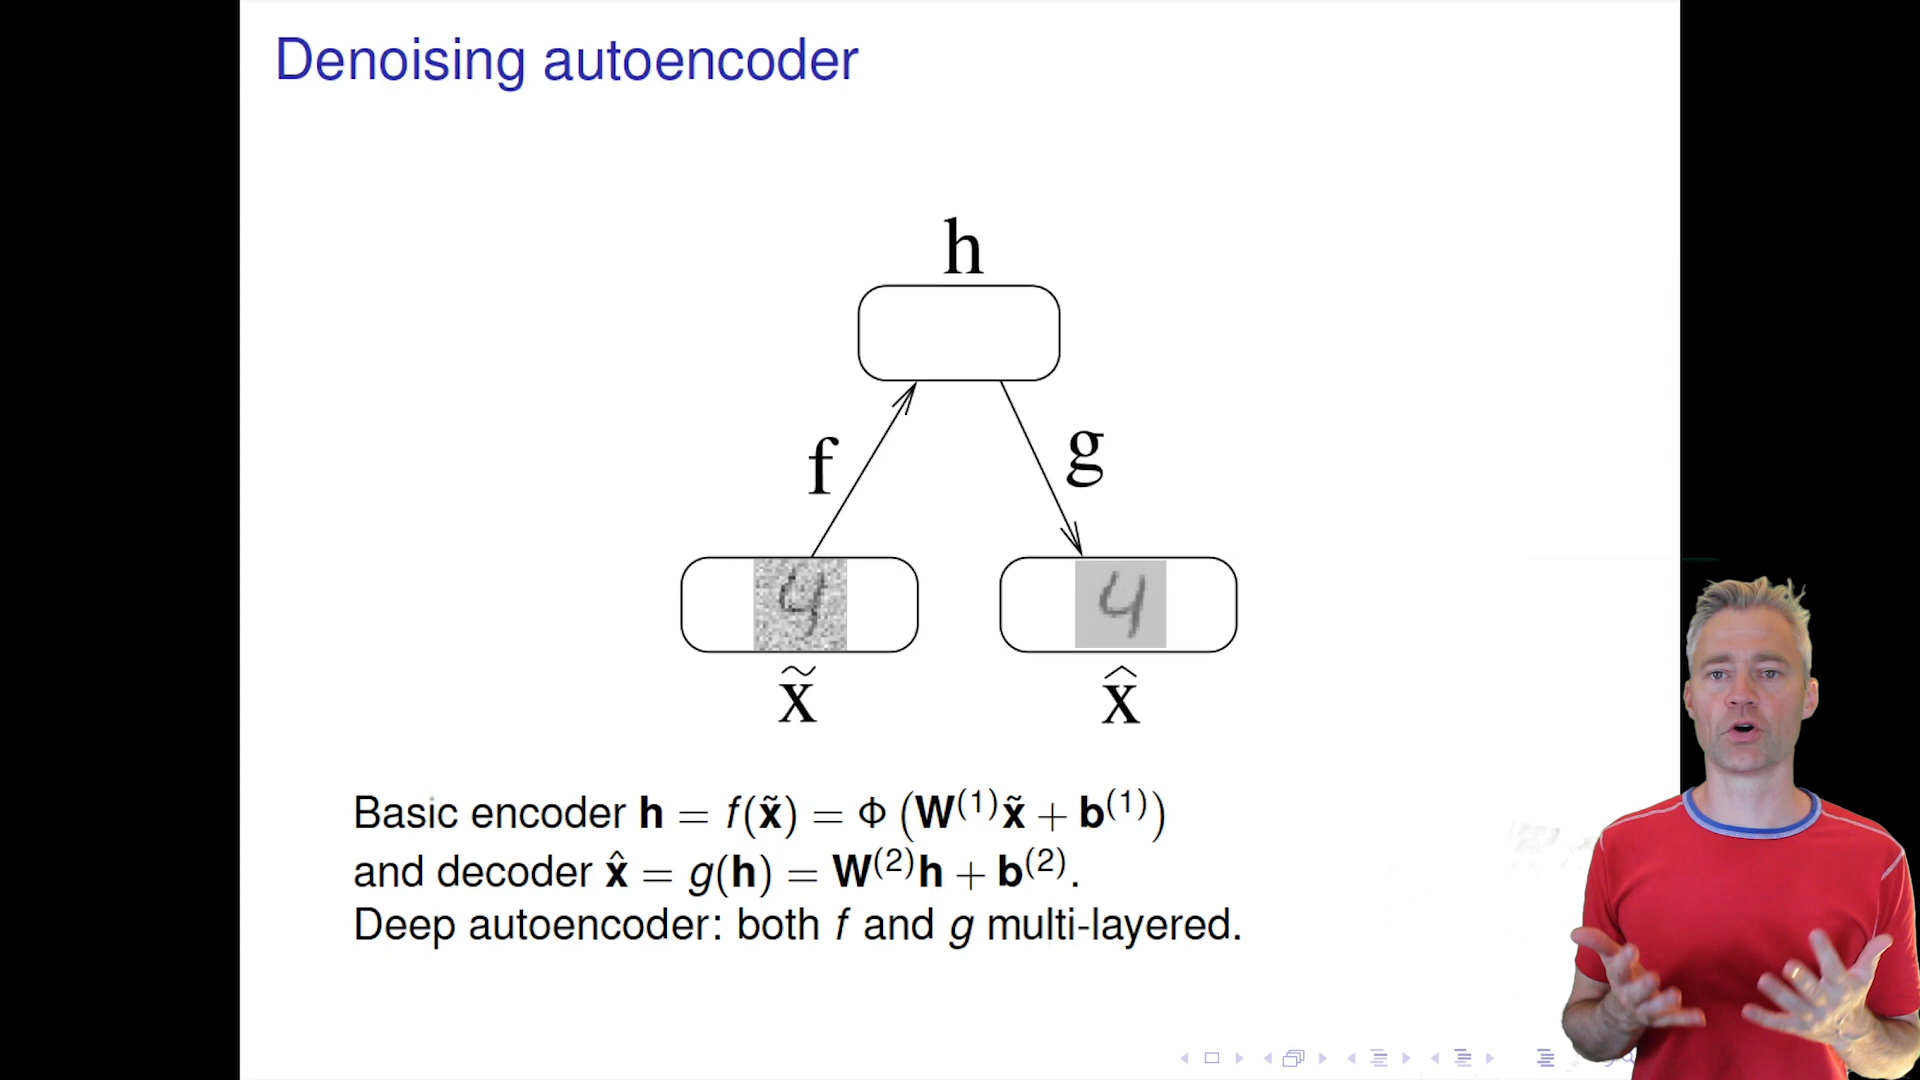 Denoising autoencoder
h
f
g
x̃
x̂
Basic encoder h = f(x̃) = Φ (W⁽¹⁾x̃ + b⁽¹⁾)
and decoder x̂ = g(h) = W⁽²⁾h + b⁽²⁾.
Deep autoencoder: both f and g multi-layered.